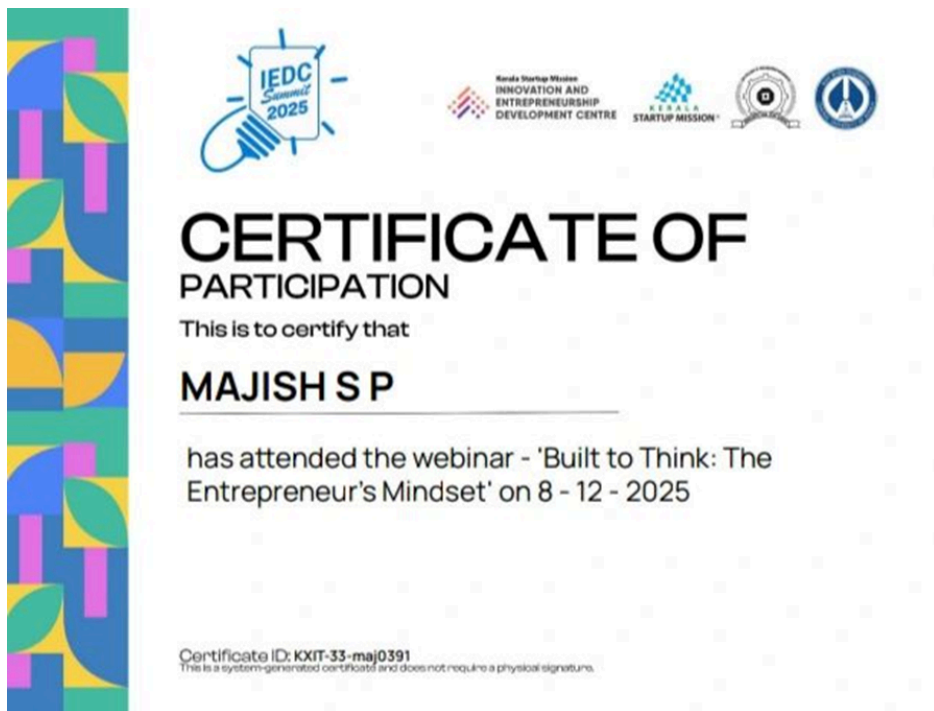 IEDC
Summit
2025
Kerala Startup Mission
INNOVATION AND
ENTREPRENEURSHIP
DEVELOPMENT CENTRE
KERALA
STARTUP MISSION
CERTIFICATE OF
PARTICIPATION
This is to certify that
MAJISH S P
has attended the webinar - 'Built to Think: The
Entrepreneur's Mindset' on 8 - 12 - 2025
Certificate ID: KXIT-33-maj0391
This is a system-generated certificate and does not require a physical signature.